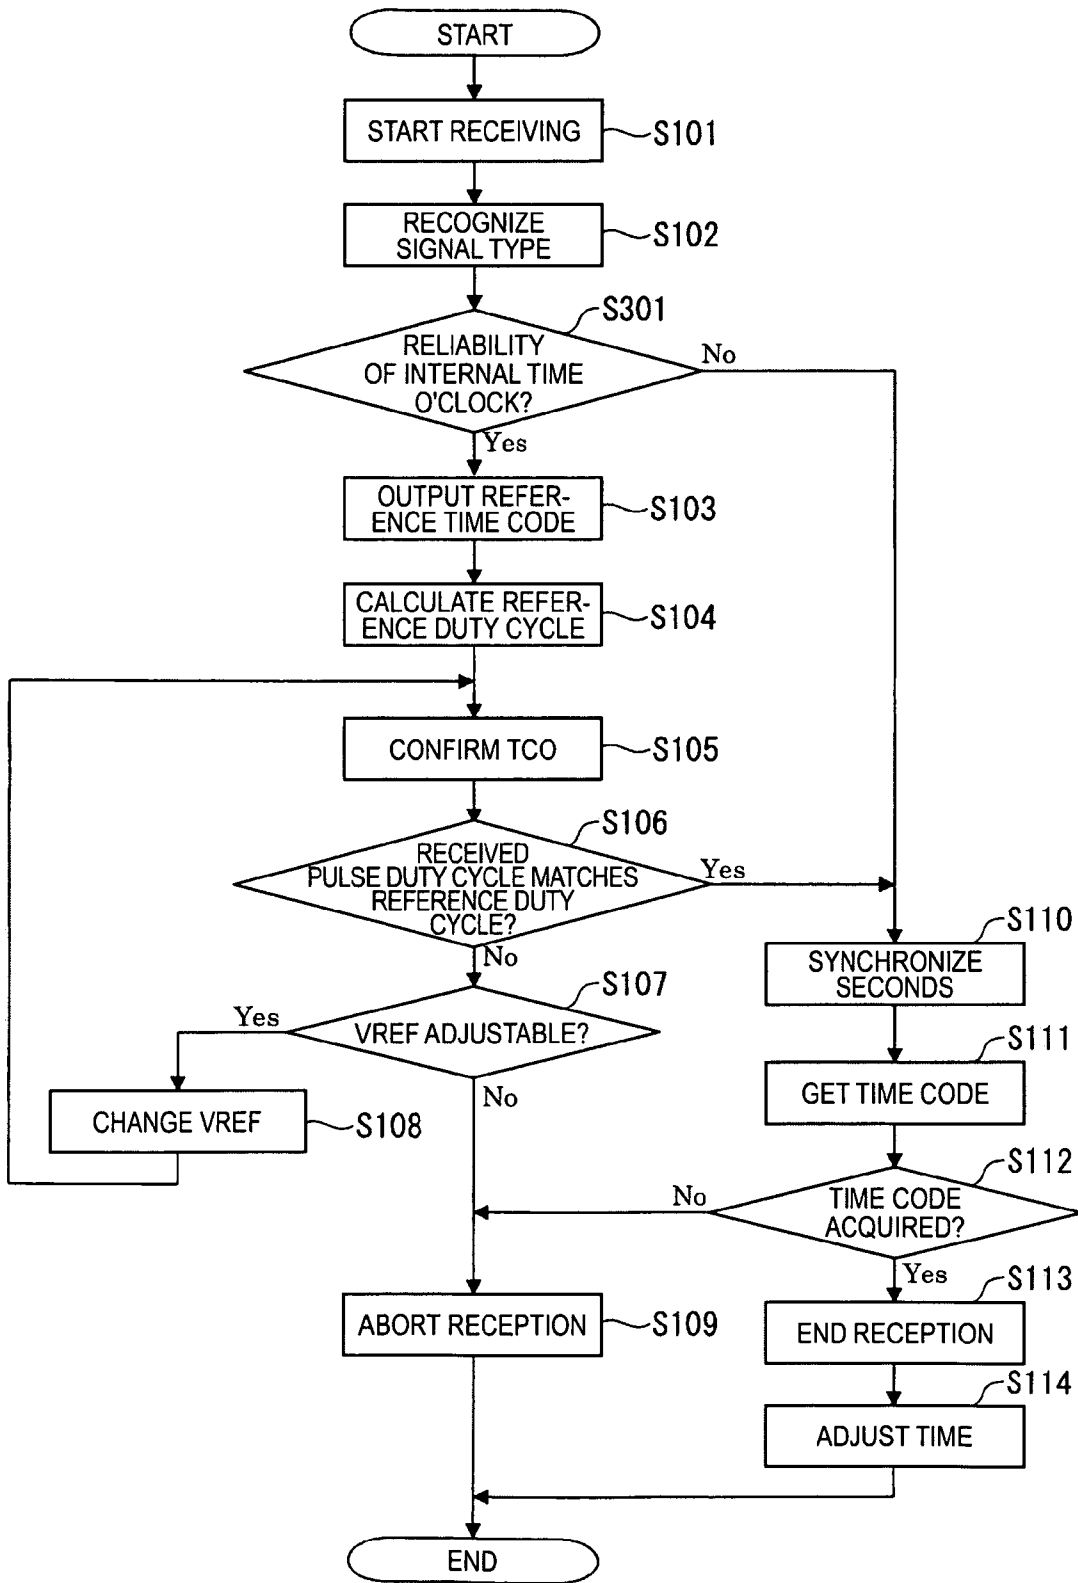 START
START RECEIVING
S101
RECOGNIZE
SIGNAL TYPE
S102
S301
RELIABILITY
OF INTERNAL TIME
O'CLOCK?
No
Yes
OUTPUT REFER-
ENCE TIME CODE
S103
CALCULATE REFER-
ENCE DUTY CYCLE
S104
CONFIRM TCO
S105
S106
RECEIVED
PULSE DUTY CYCLE MATCHES
REFERENCE DUTY
CYCLE?
Yes
No
S110
SYNCHRONIZE
SECONDS
S107
VREF ADJUSTABLE?
Yes
No
S111
GET TIME CODE
CHANGE VREF
S108
S112
TIME CODE
ACQUIRED?
No
Yes
ABORT RECEPTION
S109
S113
END RECEPTION
S114
ADJUST TIME
END